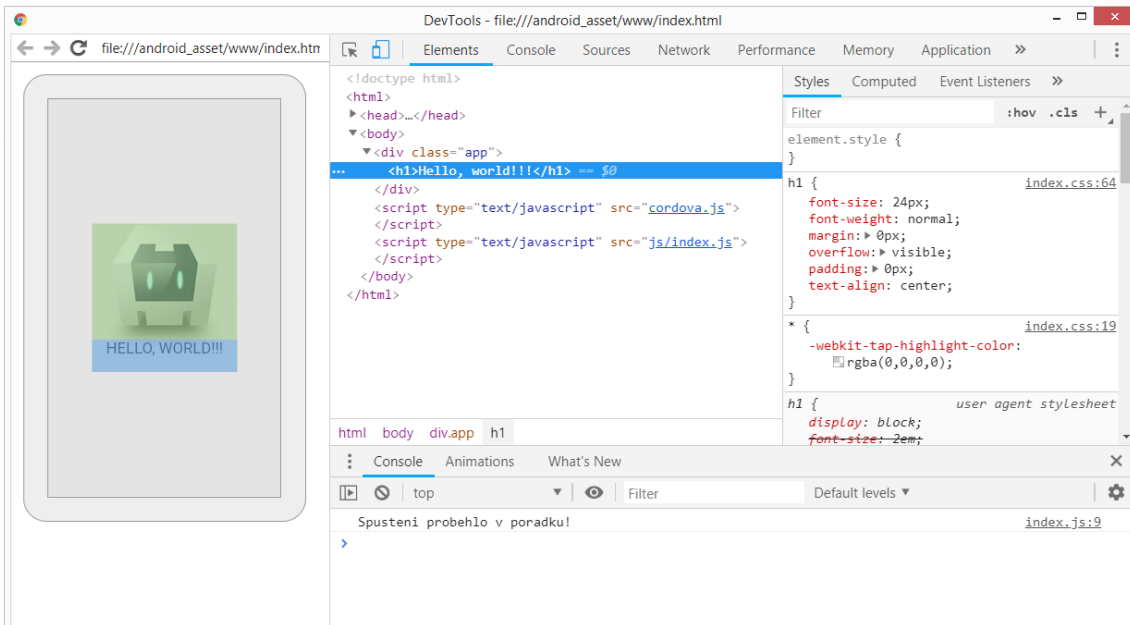 DevTools - file:///android_asset/www/index.html
file:///android_asset/www/index.htm
Elements Console Sources Network Performance Memory Application »
<!doctype html>
<html>
<head>…</head>
<body>
<div class="app">
<h1>Hello, world!!!</h1> == $0
</div>
<script type="text/javascript" src="cordova.js">
</script>
<script type="text/javascript" src="js/index.js">
</script>
</body>
</html>
html body div.app h1
Styles Computed Event Listeners »
Filter :hov .cls +
element.style {
}
h1 { index.css:64
font-size: 24px;
font-weight: normal;
margin: 0px;
overflow: visible;
padding: 0px;
text-align: center;
}
* { index.css:19
-webkit-tap-highlight-color:
rgba(0,0,0,0);
}
h1 { user agent stylesheet
display: block;
font-size: 2em;
HELLO, WORLD!!!
Console Animations What's New
top Filter Default levels
Spusteni probehlo v poradku! index.js:9